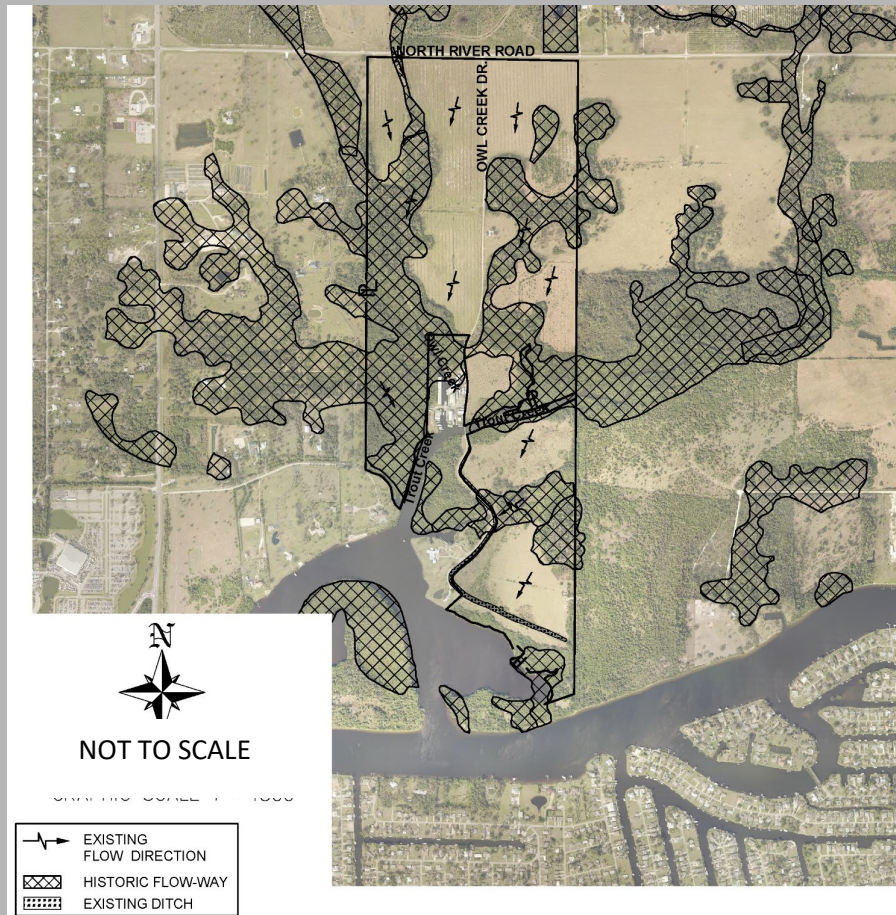 NORTH RIVER ROAD
OWL CREEK DR.
PL
Owl Creek
Trout Creek
Trout Creek
N
NOT TO SCALE
EXISTING
FLOW DIRECTION
HISTORIC FLOW-WAY
EXISTING DITCH